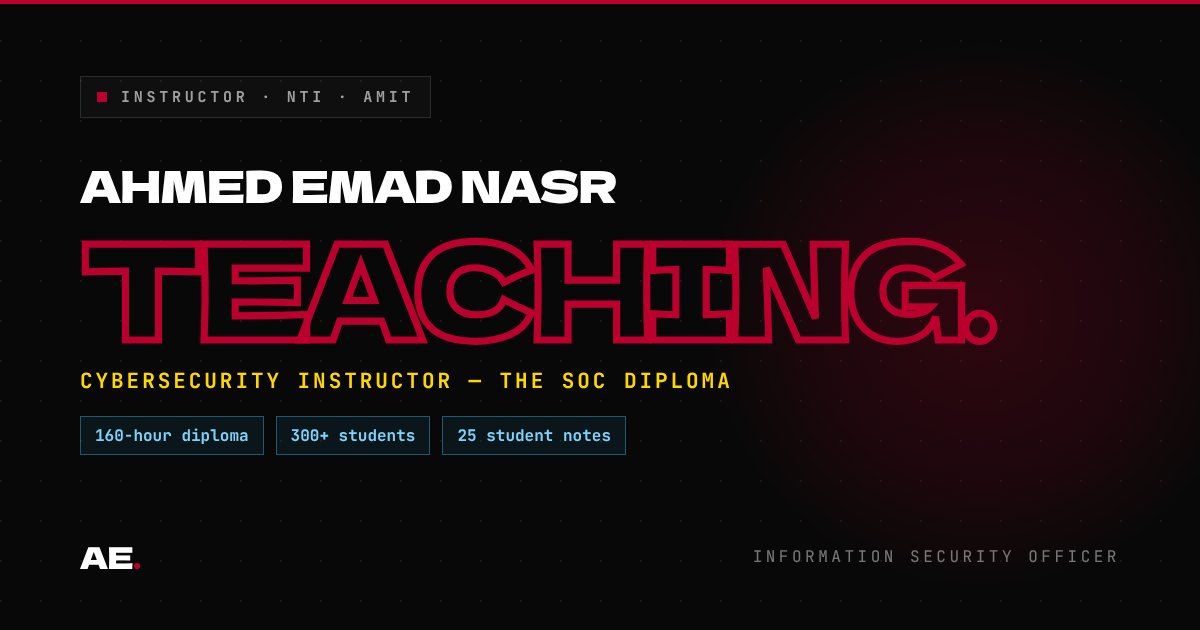 INSTRUCTOR · NTI · AMIT
AHMED EMAD NASR
TEACHING.
CYBERSECURITY INSTRUCTOR — THE SOC DIPLOMA
160-hour diploma 300+ students 25 student notes
AE. INFORMATION SECURITY OFFICER